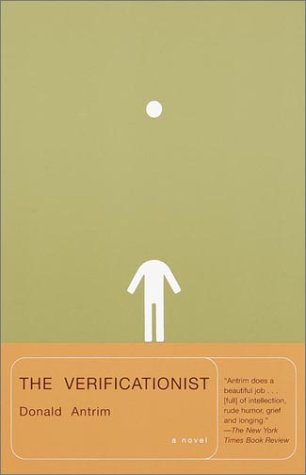 THE VERIFICATIONIST
Donald Antrim
a novel
"Antrim does a
beautiful job . . .
[full] of intellection,
rude humor, grief
and longing."
—The New York
Times Book Review